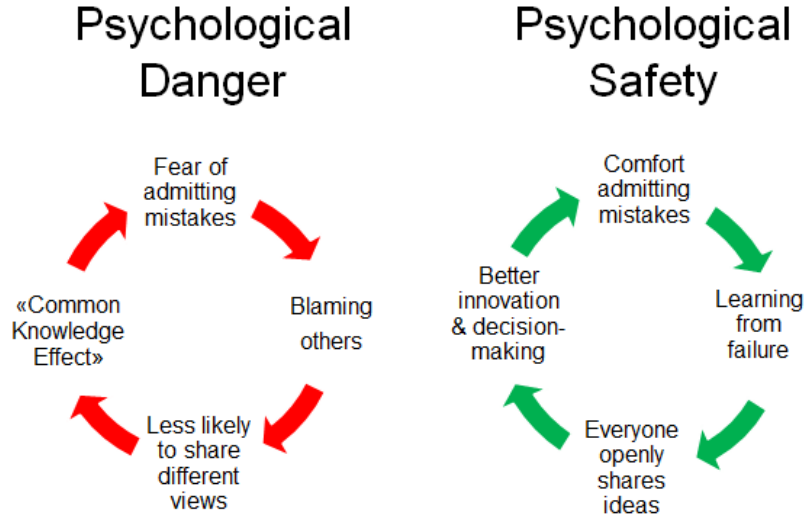 Psychological
Danger
Fear of
admitting
mistakes
Blaming
others
Less likely
to share
different
views
«Common
Knowledge
Effect»
Psychological
Safety
Comfort
admitting
mistakes
Learning
from
failure
Everyone
openly
shares
ideas
Better
innovation
& decision-
making